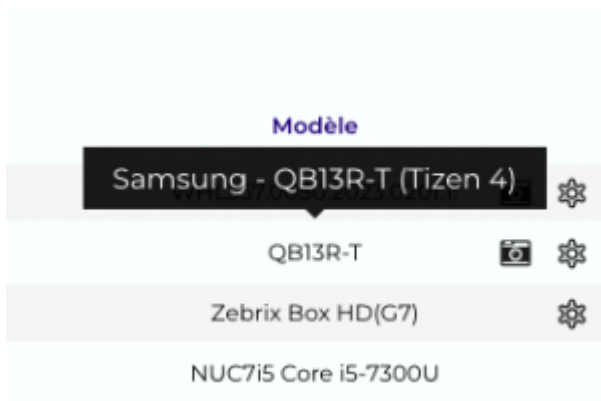 Modèle
Samsung - QB13R-T (Tizen 4)
QB13R-T
Zebrix Box HD(G7)
NUC7i5 Core i5-7300U